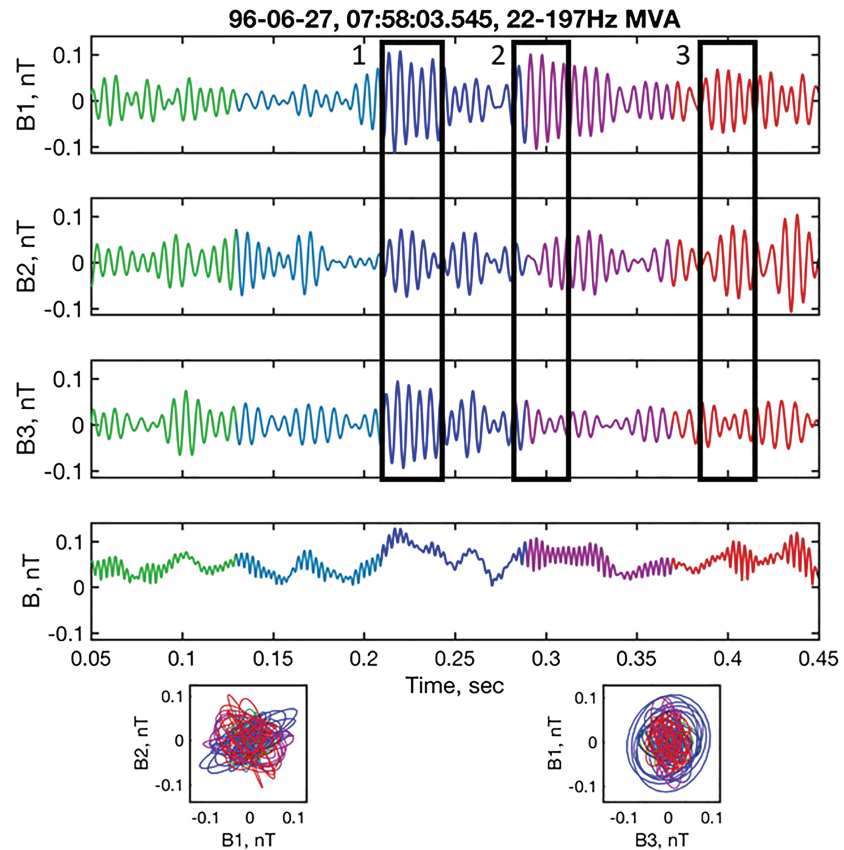 96-06-27, 07:58:03.545, 22-197Hz MVA
1 2 3
B1, nT
0.1
0
-0.1
B2, nT
0.1
0
-0.1
B3, nT
0.1
0
-0.1
B, nT
0.1
0
-0.1
0.05 0.1 0.15 0.2 0.25 0.3 0.35 0.4 0.45
Time, sec
B2, nT
0.1
0
-0.1
-0.1 0 0.1
B1, nT
B1, nT
0.1
0
-0.1
-0.1 0 0.1
B3, nT